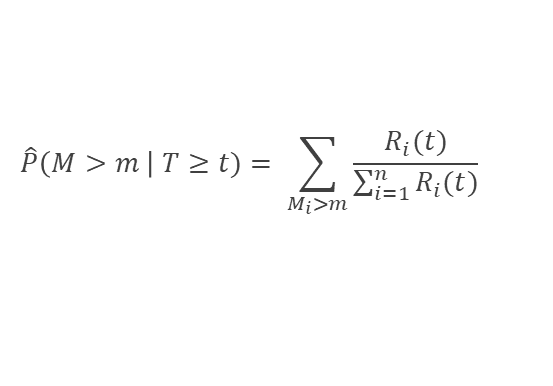 P̂(M > m | T ≥ t) = ∑_{M_i>m} R_i(t) / ∑_{i=1}^{n} R_i(t)